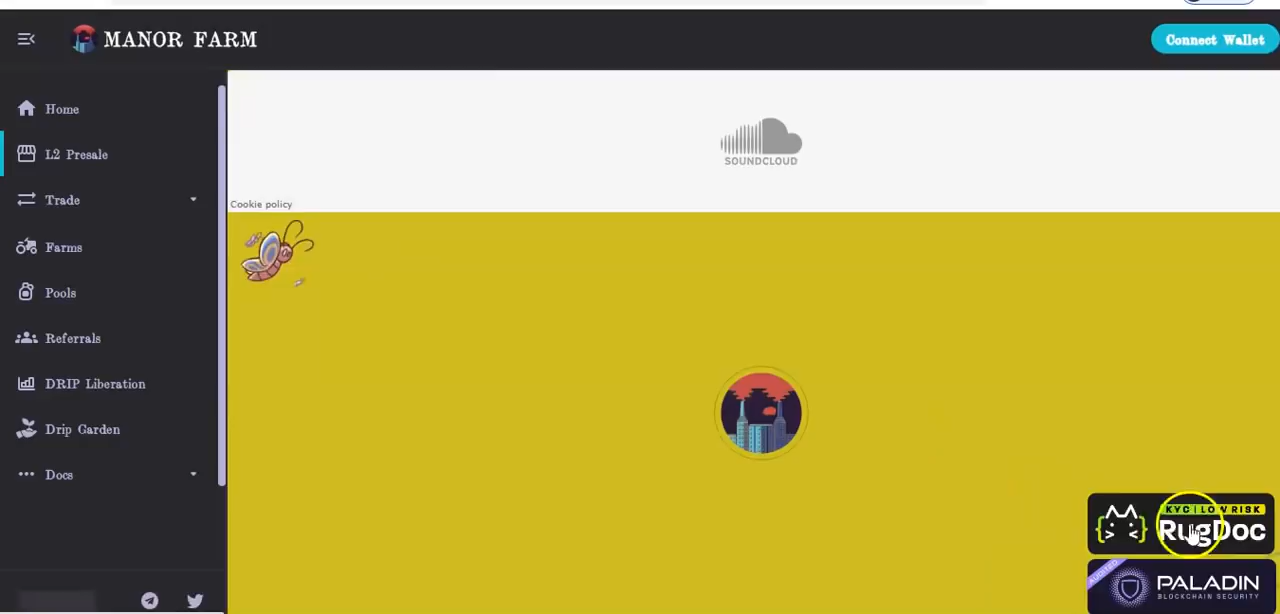 MANOR FARM
Connect Wallet
Home
L2 Presale
Trade
Farms
Pools
Referrals
DRIP Liberation
Drip Garden
Docs
SOUNDCLOUD
Cookie policy
KYC | LOW RISK
RugDoc
AUDITED
PALADIN
BLOCKCHAIN SECURITY